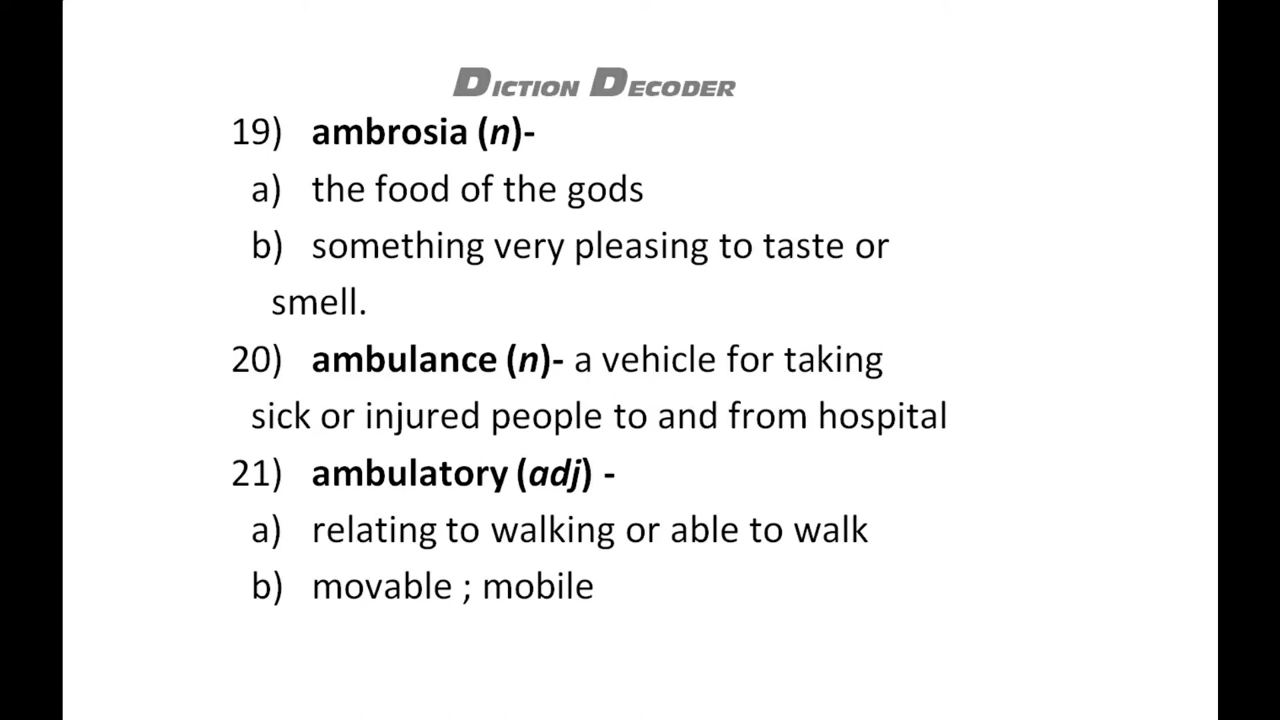 DICTION DECODER
19) ambrosia (n)-
a) the food of the gods
b) something very pleasing to taste or
smell.
20) ambulance (n)- a vehicle for taking
sick or injured people to and from hospital
21) ambulatory (adj) -
a) relating to walking or able to walk
b) movable ; mobile